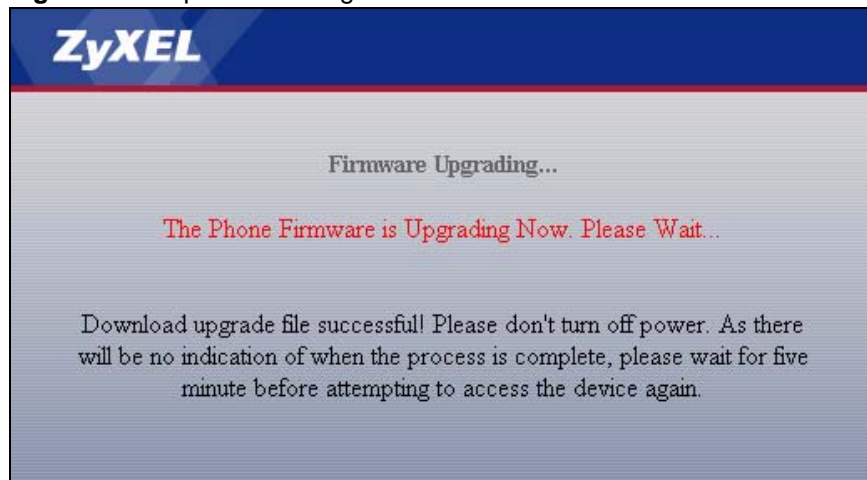 ZyXEL
Firmware Upgrading...
The Phone Firmware is Upgrading Now. Please Wait...
Download upgrade file successful! Please don't turn off power. As there
will be no indication of when the process is complete, please wait for five
minute before attempting to access the device again.